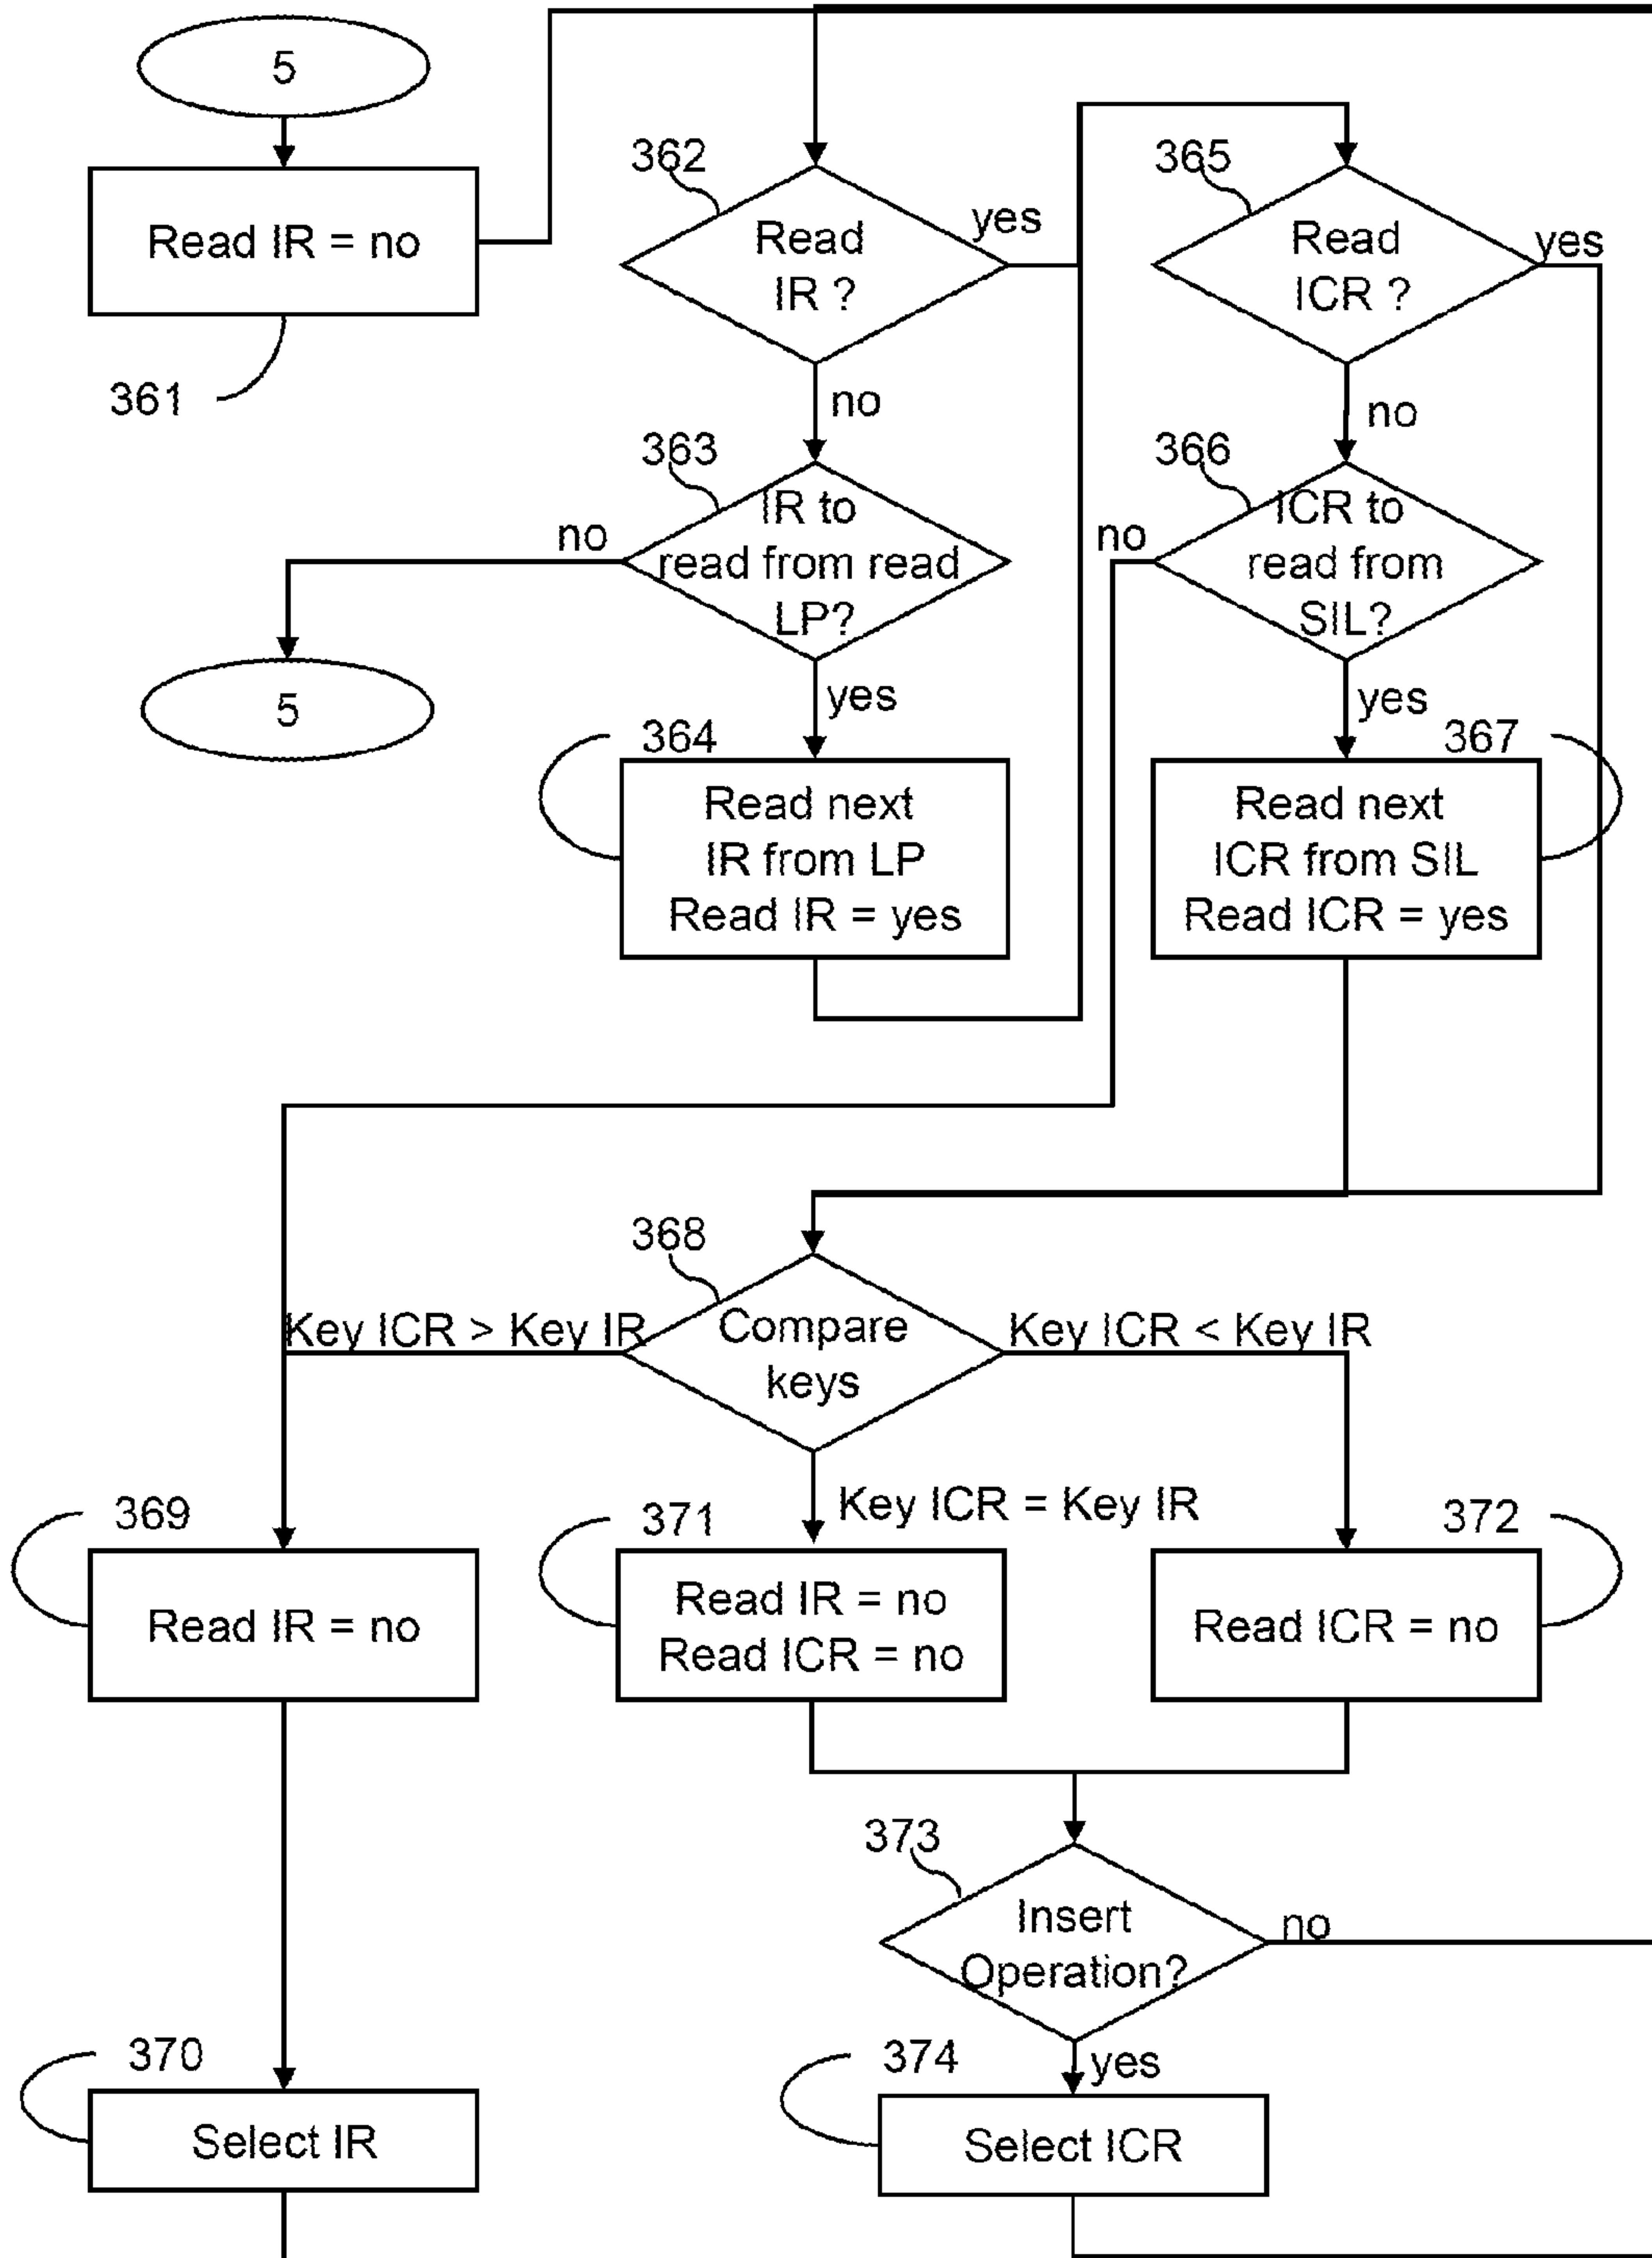 5
Read IR = no
361
362
Read
IR ?
yes
no
365
Read
ICR ?
yes
no
363
IR to
read from read
LP?
no
yes
5
366
ICR to
read from
SIL?
no
yes
364
Read next
IR from LP
Read IR = yes
367
Read next
ICR from SIL
Read ICR = yes
368
Compare
keys
Key ICR > Key IR
Key ICR < Key IR
Key ICR = Key IR
369
Read IR = no
371
Read IR = no
Read ICR = no
372
Read ICR = no
373
Insert
Operation?
no
yes
370
Select IR
374
Select ICR